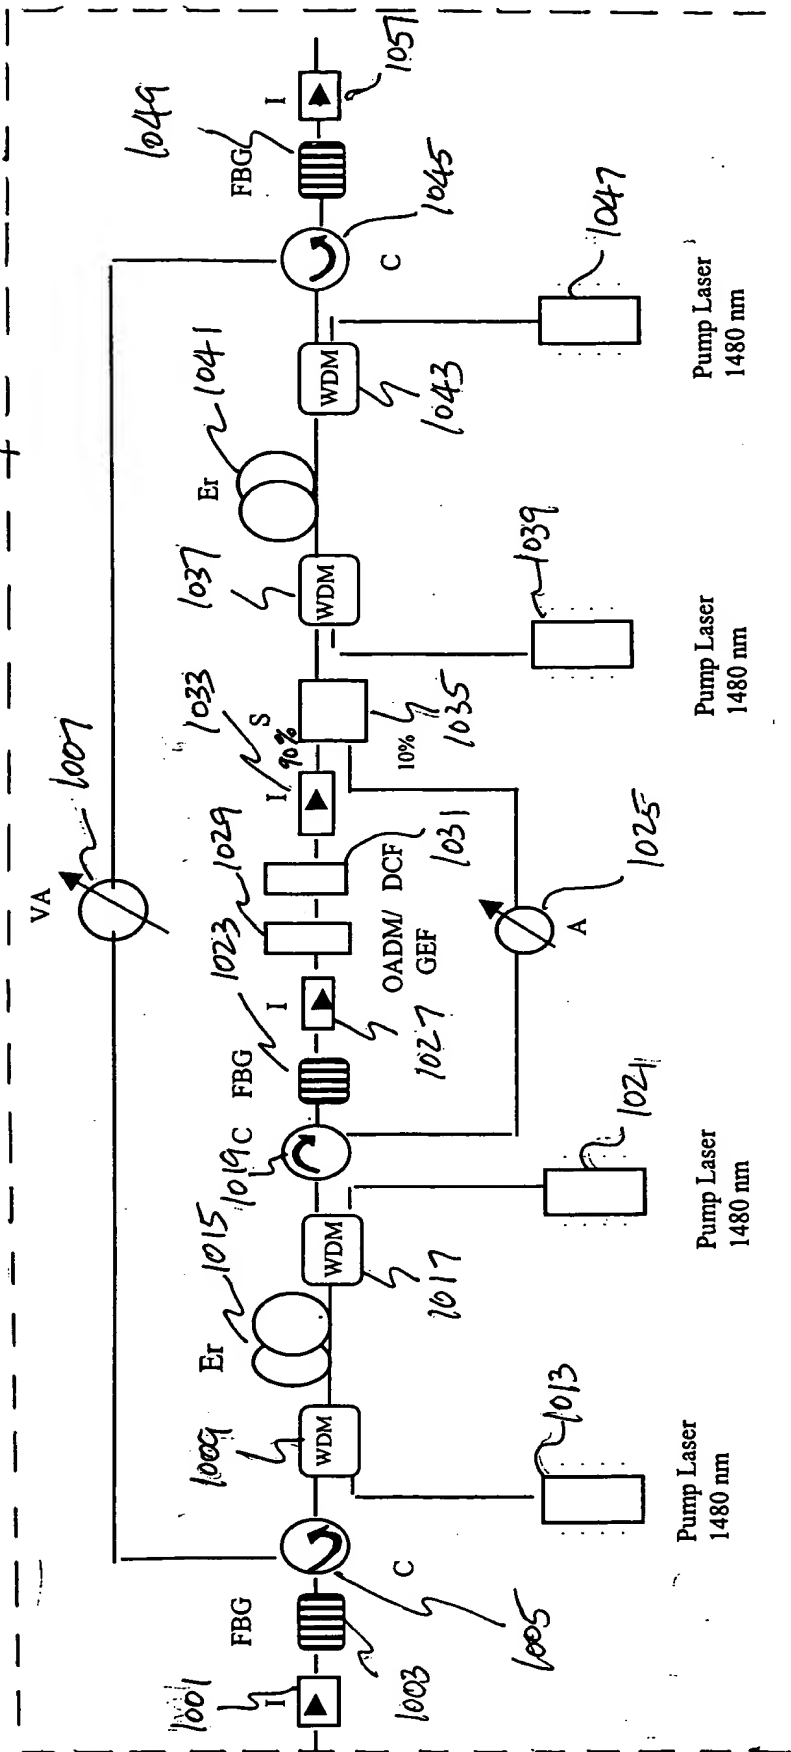 VA
1007
1001
I
FBG
1003
C
1005
1009
WDM
Pump Laser
1480 nm
1013
Er
1015
WDM
1017
Pump Laser
1480 nm
1021
1019
C
FBG
1023
I
1027
OADM/
GEF
1029
DCF
1031
A
1025
I
1033
90%
S
10%
1035
WDM
1037
Pump Laser
1480 nm
1039
Er
1041
WDM
1043
Pump Laser
1480 nm
1047
C
1045
FBG
1049
I
1051